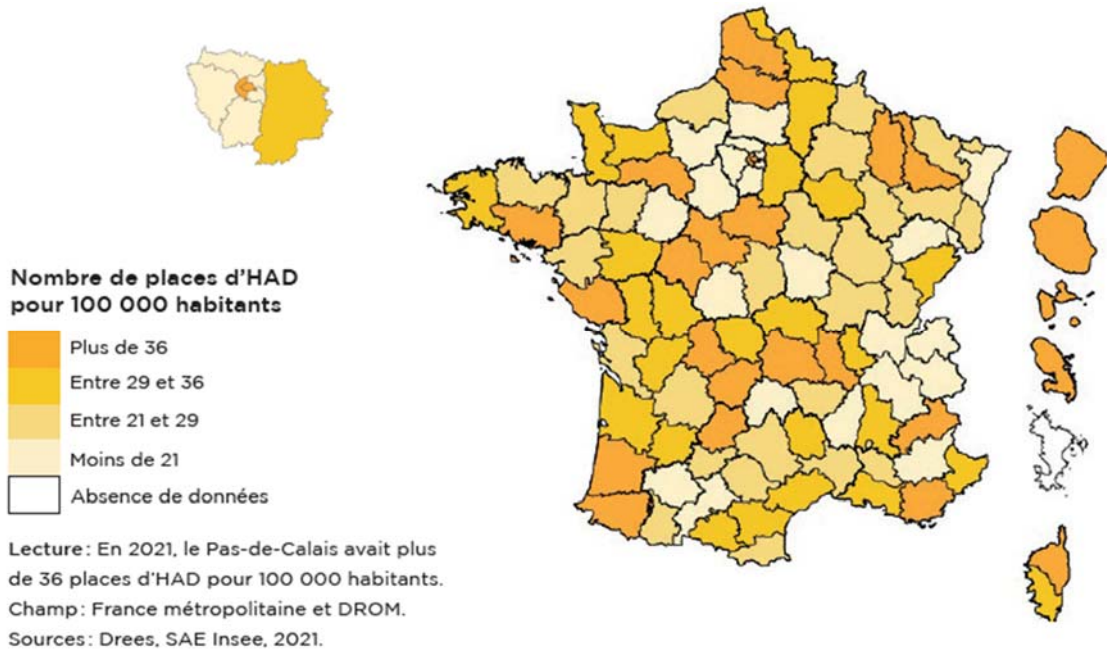 Nombre de places d’HAD
pour 100 000 habitants
Plus de 36
Entre 29 et 36
Entre 21 et 29
Moins de 21
Absence de données
Lecture : En 2021, le Pas-de-Calais avait plus
de 36 places d’HAD pour 100 000 habitants.
Champ : France métropolitaine et DROM.
Sources : Drees, SAE Insee, 2021.